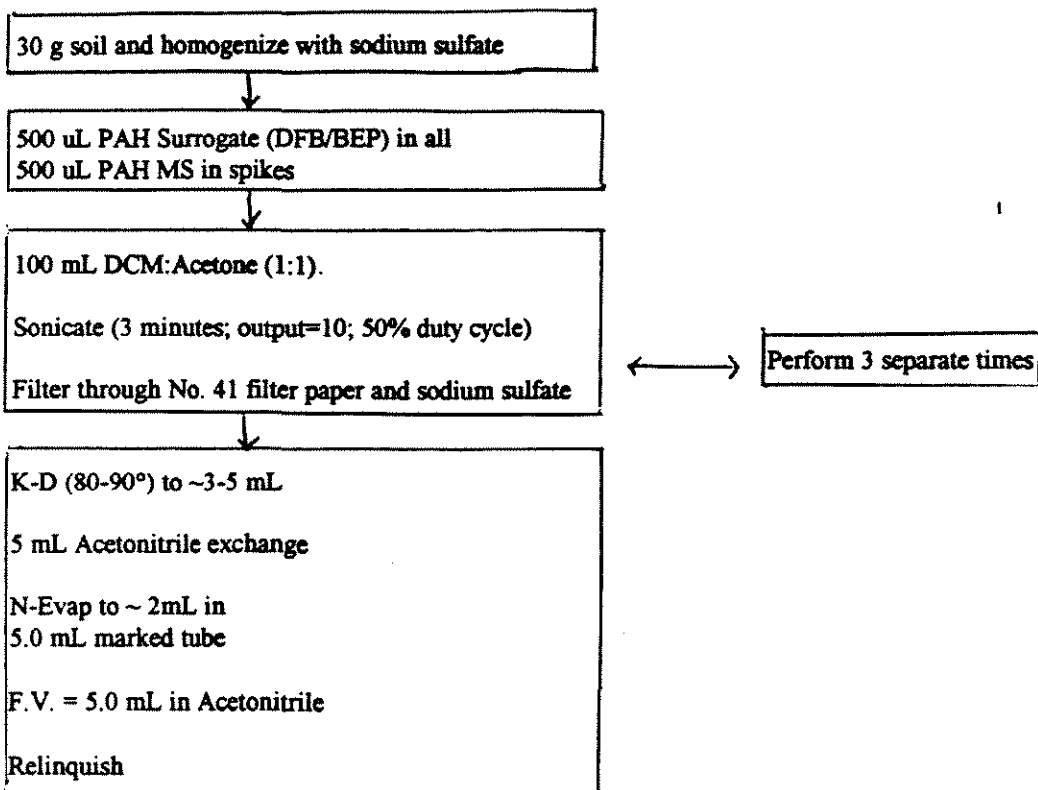 30 g soil and homogenize with sodium sulfate
500 uL PAH Surrogate (DFB/BEP) in all
500 uL PAH MS in spikes
100 mL DCM:Acetone (1:1).
Sonicate (3 minutes; output=10; 50% duty cycle)
Filter through No. 41 filter paper and sodium sulfate
Perform 3 separate times
K-D (80-90°) to ~3-5 mL
5 mL Acetonitrile exchange
N-Evap to ~ 2mL in
5.0 mL marked tube
F.V. = 5.0 mL in Acetonitrile
Relinquish